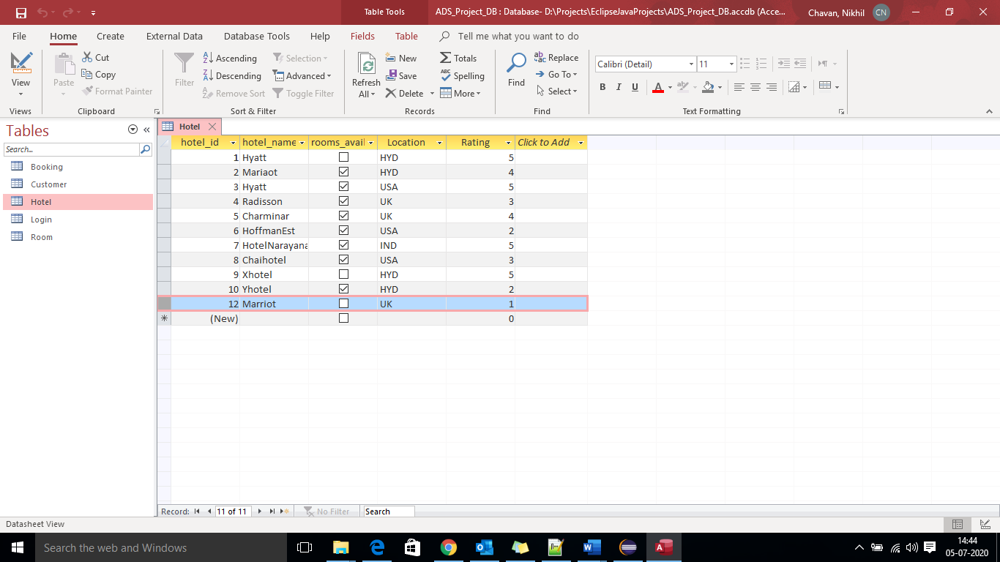 Table Tools
ADS_Project_DB : Database- D:\Projects\EclipseJavaProjects\ADS_Project_DB.accdb (Acce...
Chavan, Nikhil CN
File Home Create External Data Database Tools Help Fields Table Tell me what you want to do
View
Views
Paste
Cut
Copy
Format Painter
Clipboard
Filter
Ascending
Descending
Remove Sort
Selection
Advanced
Toggle Filter
Sort & Filter
Refresh
All
New
Save
Delete
Totals
Spelling
More
Records
Find
Replace
Go To
Select
Find
Calibri (Detail) 11
B I U A
Text Formatting
Tables
Search...
Booking
Customer
Hotel
Login
Room
Hotel
hotel_id hotel_name rooms_avail Location Rating Click to Add
1 Hyatt HYD 5
2 Mariaot HYD 4
3 Hyatt USA 5
4 Radisson UK 3
5 Charminar UK 4
6 HoffmanEst USA 2
7 HotelNarayana IND 5
8 Chaihotel USA 3
9 Xhotel HYD 5
10 Yhotel HYD 2
12 Marriot UK 1
(New) 0
Record: 11 of 11 No Filter Search
Datasheet View
Search the web and Windows
14:44
05-07-2020